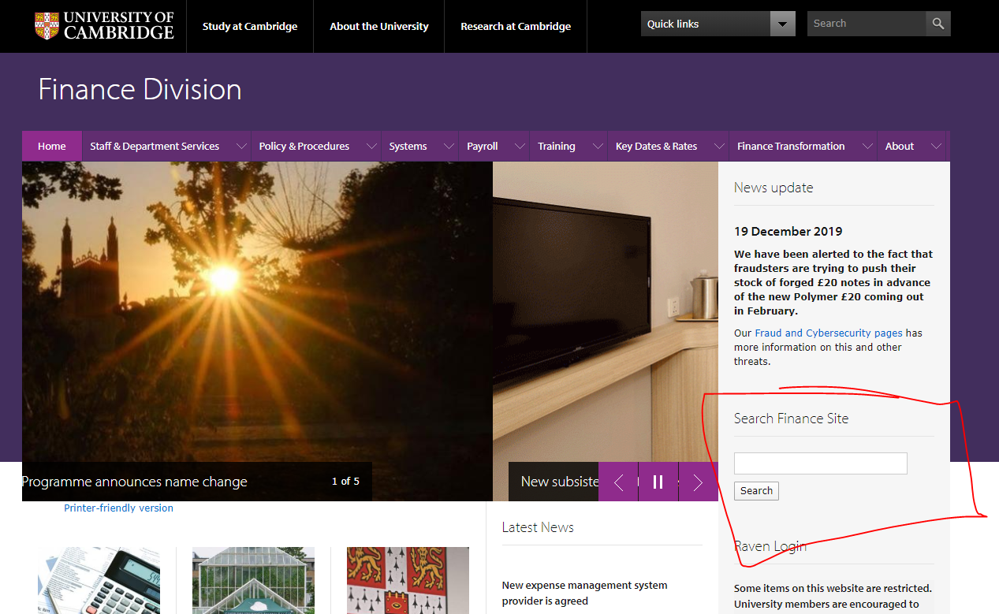 UNIVERSITY OF
CAMBRIDGE
Study at Cambridge
About the University
Research at Cambridge
Quick links
Search
Finance Division
Home
Staff & Department Services
Policy & Procedures
Systems
Payroll
Training
Key Dates & Rates
Finance Transformation
About
Programme announces name change
1 of 5
New subsiste
News update
19 December 2019
We have been alerted to the fact that
fraudsters are trying to push their
stock of forged £20 notes in advance
of the new Polymer £20 coming out
in February.
Our Fraud and Cybersecurity pages has
more information on this and other
threats.
Search Finance Site
Search
Raven Login
Some items on this website are restricted.
University members are encouraged to
Printer-friendly version
Latest News
New expense management system
provider is agreed